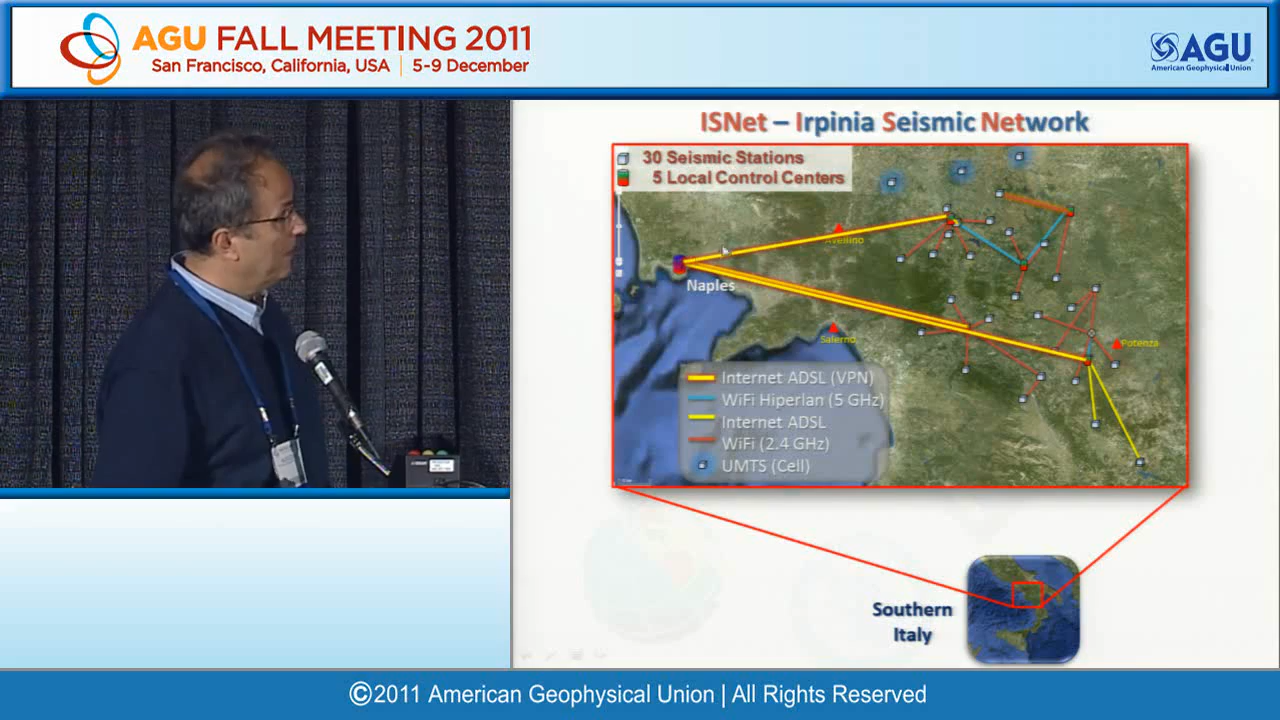 AGU FALL MEETING 2011
San Francisco, California, USA | 5-9 December
AGU
American Geophysical Union
ISNet – Irpinia Seismic Network
30 Seismic Stations
5 Local Control Centers
Avellino
Naples
Salerno
Potenza
Internet ADSL (VPN)
WiFi Hiperlan (5 GHz)
Internet ADSL
WiFi (2.4 GHz)
UMTS (Cell)
Southern
Italy
©2011 American Geophysical Union | All Rights Reserved